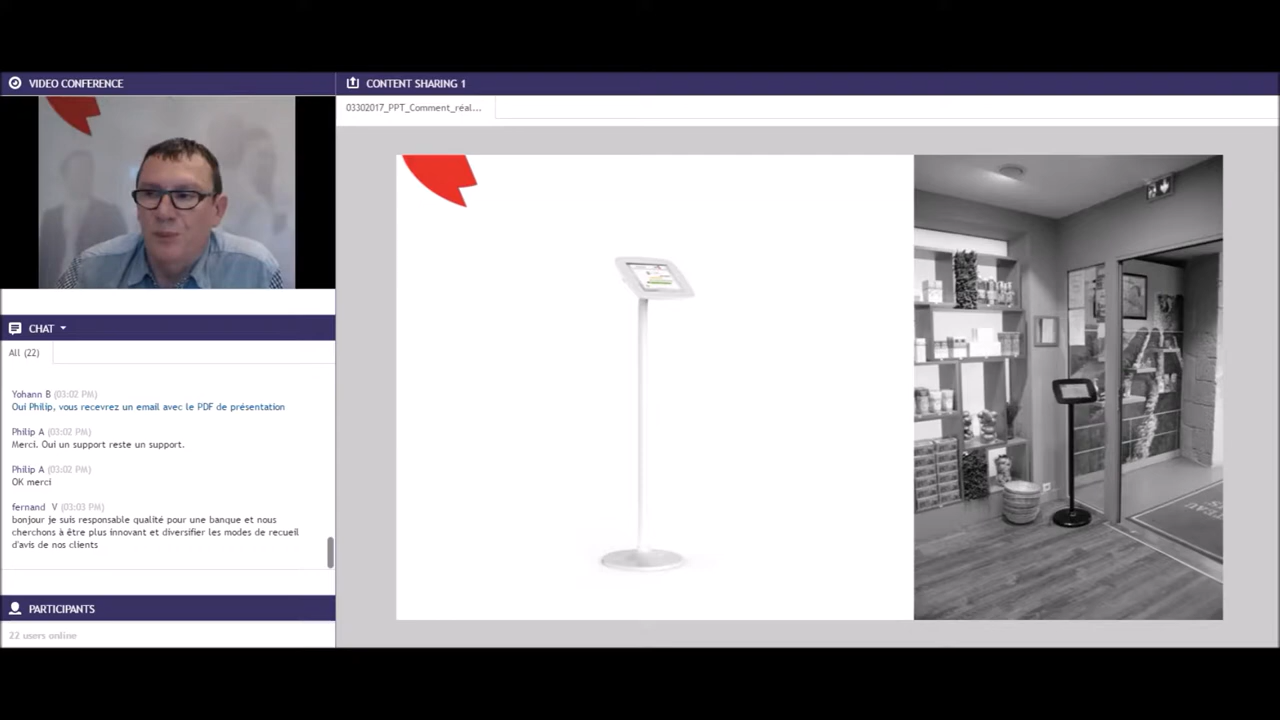 VIDEO CONFERENCE
CONTENT SHARING 1
03302017_PPT_Comment_réal...
CHAT
All (22)
Yohann B (03:02 PM)
Oui Philip, vous recevrez un email avec le PDF de présentation
Philip A (03:02 PM)
Merci. Oui un support reste un support.
Philip A (03:02 PM)
OK merci
fernand V (03:03 PM)
bonjour je suis responsable qualité pour une banque et nous
cherchons à être plus innovant et diversifier les modes de recueil
d'avis de nos clients
PARTICIPANTS
22 users online